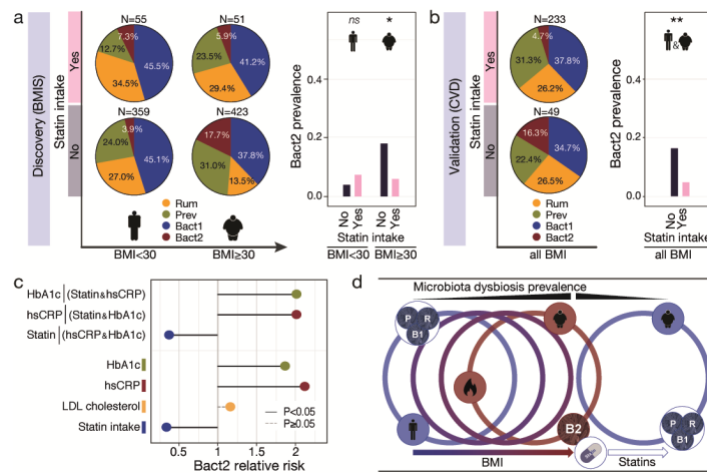 a
Discovery (BMIS)
Statin intake
Yes
No
N=55
7.3%
12.7%
45.5%
34.5%
N=51
5.9%
23.5%
41.2%
29.4%
N=359
3.9%
24.0%
45.1%
27.0%
N=423
17.7%
37.8%
31.0%
13.5%
Rum
Prev
Bact1
Bact2
BMI<30
BMI≥30
ns
*
Bact2 prevalence
0.4
0.2
0.0
No
Yes
No
Yes
Statin intake
BMI<30
BMI≥30
b
Validation (CVD)
Statin intake
Yes
No
N=233
4.7%
31.3%
37.8%
26.2%
N=49
16.3%
34.7%
22.4%
26.5%
Rum
Prev
Bact1
Bact2
all BMI
**
&
Bact2 prevalence
0.4
0.2
0.0
No
Yes
Statin intake
all BMI
c
HbA1c|(Statin&hsCRP)
hsCRP|(Statin&HbA1c)
Statin|(hsCRP&HbA1c)
HbA1c
hsCRP
LDL cholesterol
Statin intake
P<0.05
P≥0.05
0.5
1
2
Bact2 relative risk
d
Microbiota dysbiosis prevalence
P
R
B1
B2
P
R
B1
BMI
Statins